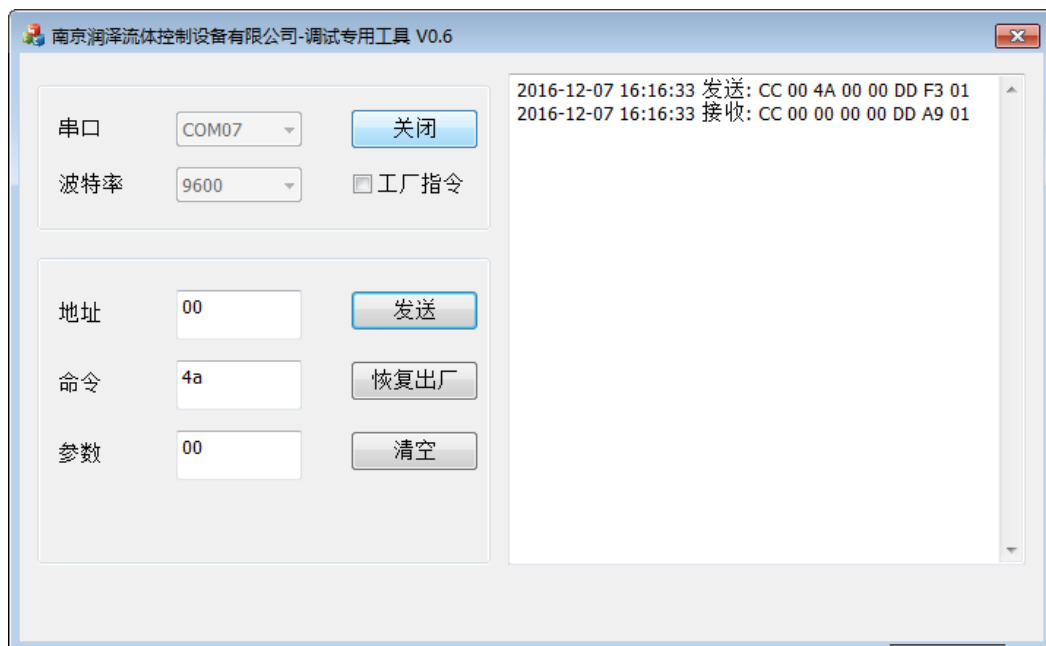 南京润泽流体控制设备有限公司-调试专用工具 V0.6
串口 COM07 关闭
波特率 9600 工厂指令
地址 00 发送
命令 4a 恢复出厂
参数 00 清空
2016-12-07 16:16:33 发送: CC 00 4A 00 00 DD F3 01
2016-12-07 16:16:33 接收: CC 00 00 00 00 DD A9 01